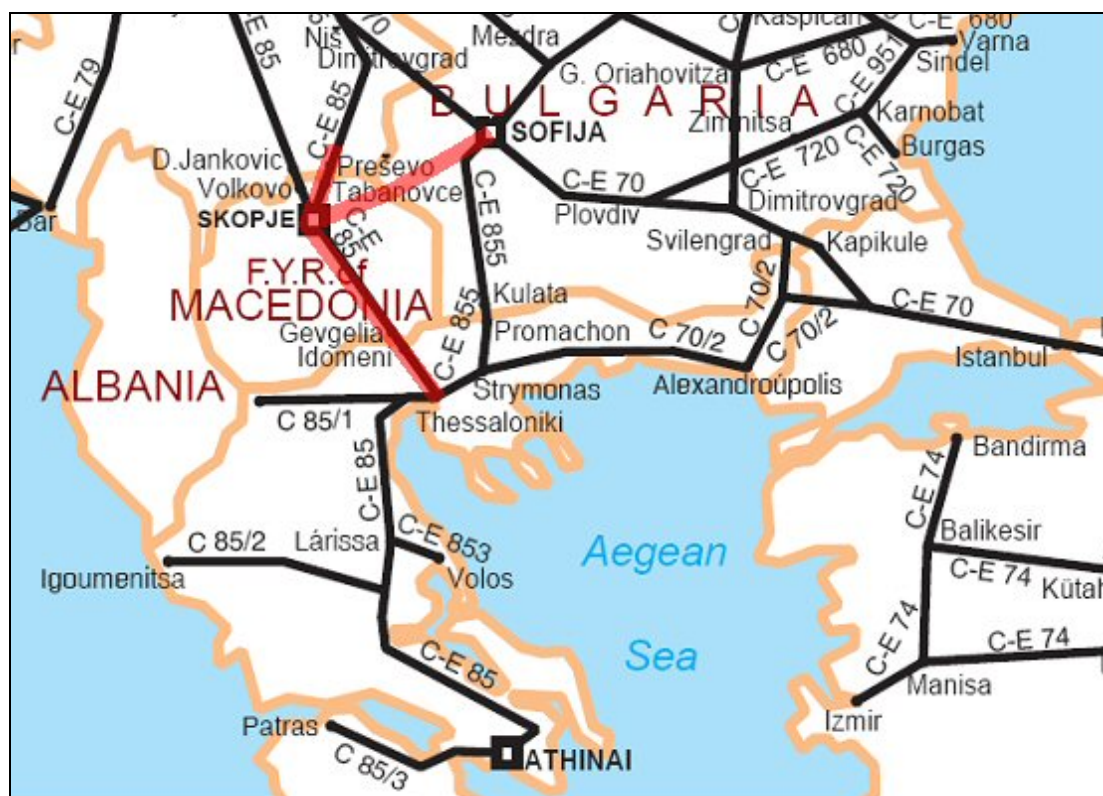 C-E 79
C-E 85
Niš
Dimitrovgrad
70
Mezdra
Kaspican
680
C-E
Varna
Sindel
G. Oriahovitza
C-E 680
C-E 951
BULGARIA
C-E 85
SOFIJA
Zimnitsa
Karnobat
Burgas
D.Jankovic
Volkovo
Preševo
Tabanovce
C-E 70
C-E 720
C-E 720
Bar
SKOPJE
C-E
85
C-E 855
Plovdiv
Dimitrovgrad
Svilengrad
Kapikule
F.Y.R. of
MACEDONIA
Kulata
C 70/2
C-E 70
Gevgelia
Idomeni
C-E 855
Promachon
C 70/2
C 70/2
Istanbul
ALBANIA
Strymonas
Alexandroúpolis
C 85/1
Thessaloniki
Bandirma
C-E 85
C-E 74
C 85/2
Lárissa
C-E 853
Aegean
Balikesir
Igoumenitsa
Volos
C-E 74
Kütah
Sea
C-E 74
C-E 74
C-E 85
Manisa
Patras
Izmir
C 85/3
ATHINAI